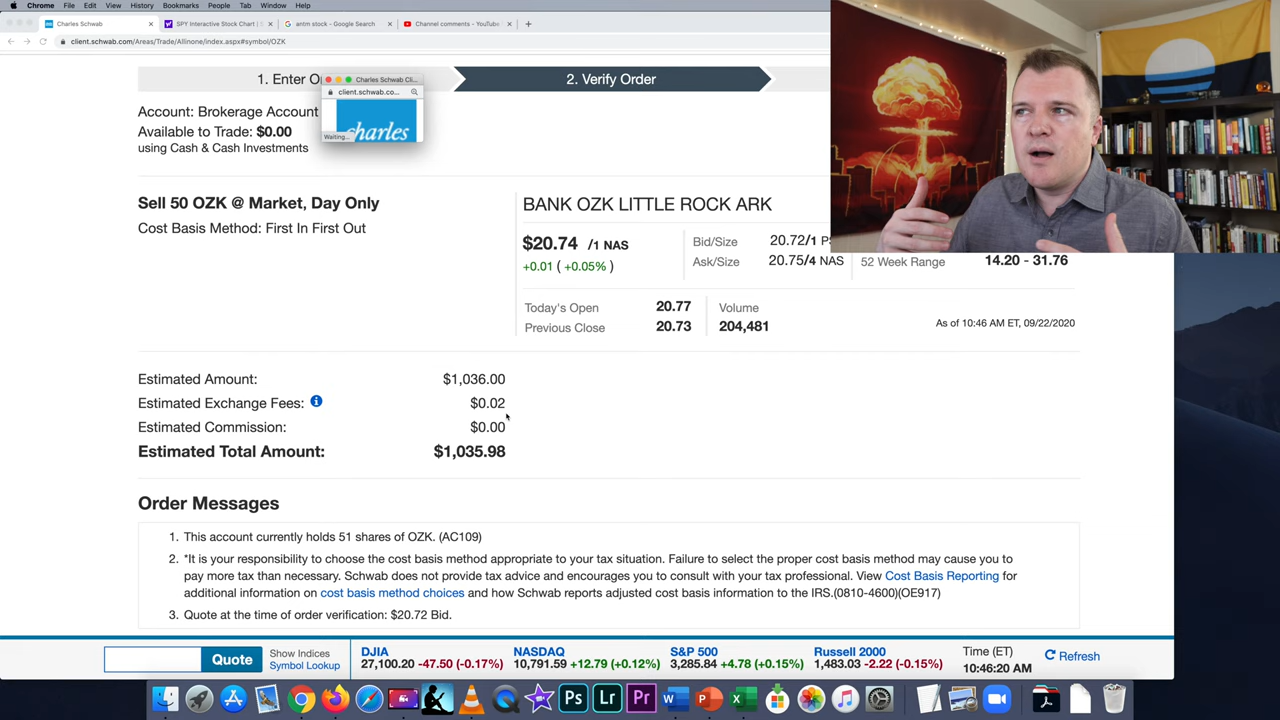 Chrome File Edit View History Bookmarks People Tab Window Help
Charles Schwab
SPY Interactive Stock Chart |
antm stock - Google Search
Channel comments - YouTube
client.schwab.com/Areas/Trade/Allinone/index.aspx#symbol/OZK
1. Enter O
2. Verify Order
Charles Schwab Cli...
client.schwab.co...
charles
Waiting...
Account: Brokerage Account
Available to Trade: $0.00
using Cash & Cash Investments
Sell 50 OZK @ Market, Day Only
Cost Basis Method: First In First Out
BANK OZK LITTLE ROCK ARK
$20.74 /1 NAS
+0.01 ( +0.05% )
Bid/Size 20.72/1
Ask/Size 20.75/4 NAS
52 Week Range 14.20 - 31.76
Today's Open 20.77
Previous Close 20.73
Volume
204,481
As of 10:46 AM ET, 09/22/2020
Estimated Amount: $1,036.00
Estimated Exchange Fees: $0.02
Estimated Commission: $0.00
Estimated Total Amount: $1,035.98
Order Messages
1. This account currently holds 51 shares of OZK. (AC109)
2. *It is your responsibility to choose the cost basis method appropriate to your tax situation. Failure to select the proper cost basis method may cause you to
pay more tax than necessary. Schwab does not provide tax advice and encourages you to consult with your tax professional. View Cost Basis Reporting for
additional information on cost basis method choices and how Schwab reports adjusted cost basis information to the IRS.(0810-4600)(OE917)
3. Quote at the time of order verification: $20.72 Bid.
Quote
Show Indices
Symbol Lookup
DJIA
27,100.20 -47.50 (-0.17%)
NASDAQ
10,791.59 +12.79 (+0.12%)
S&P 500
3,285.84 +4.78 (+0.15%)
Russell 2000
1,483.03 -2.22 (-0.15%)
Time (ET)
10:46:20 AM
Refresh
Ps Lr Pr